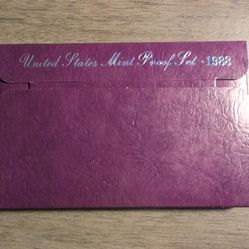 United States Mint Proof Set • 1988